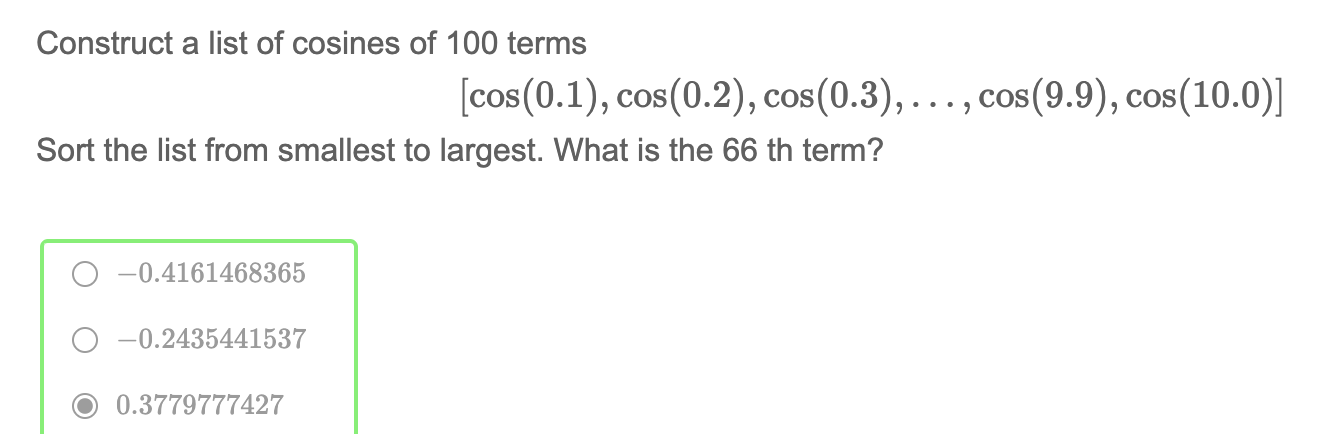 Construct a list of cosines of 100 terms
[cos(0.1), cos(0.2), cos(0.3), . . . , cos(9.9), cos(10.0)]
Sort the list from smallest to largest. What is the 66 th term?
−0.4161468365
−0.2435441537
0.3779777427